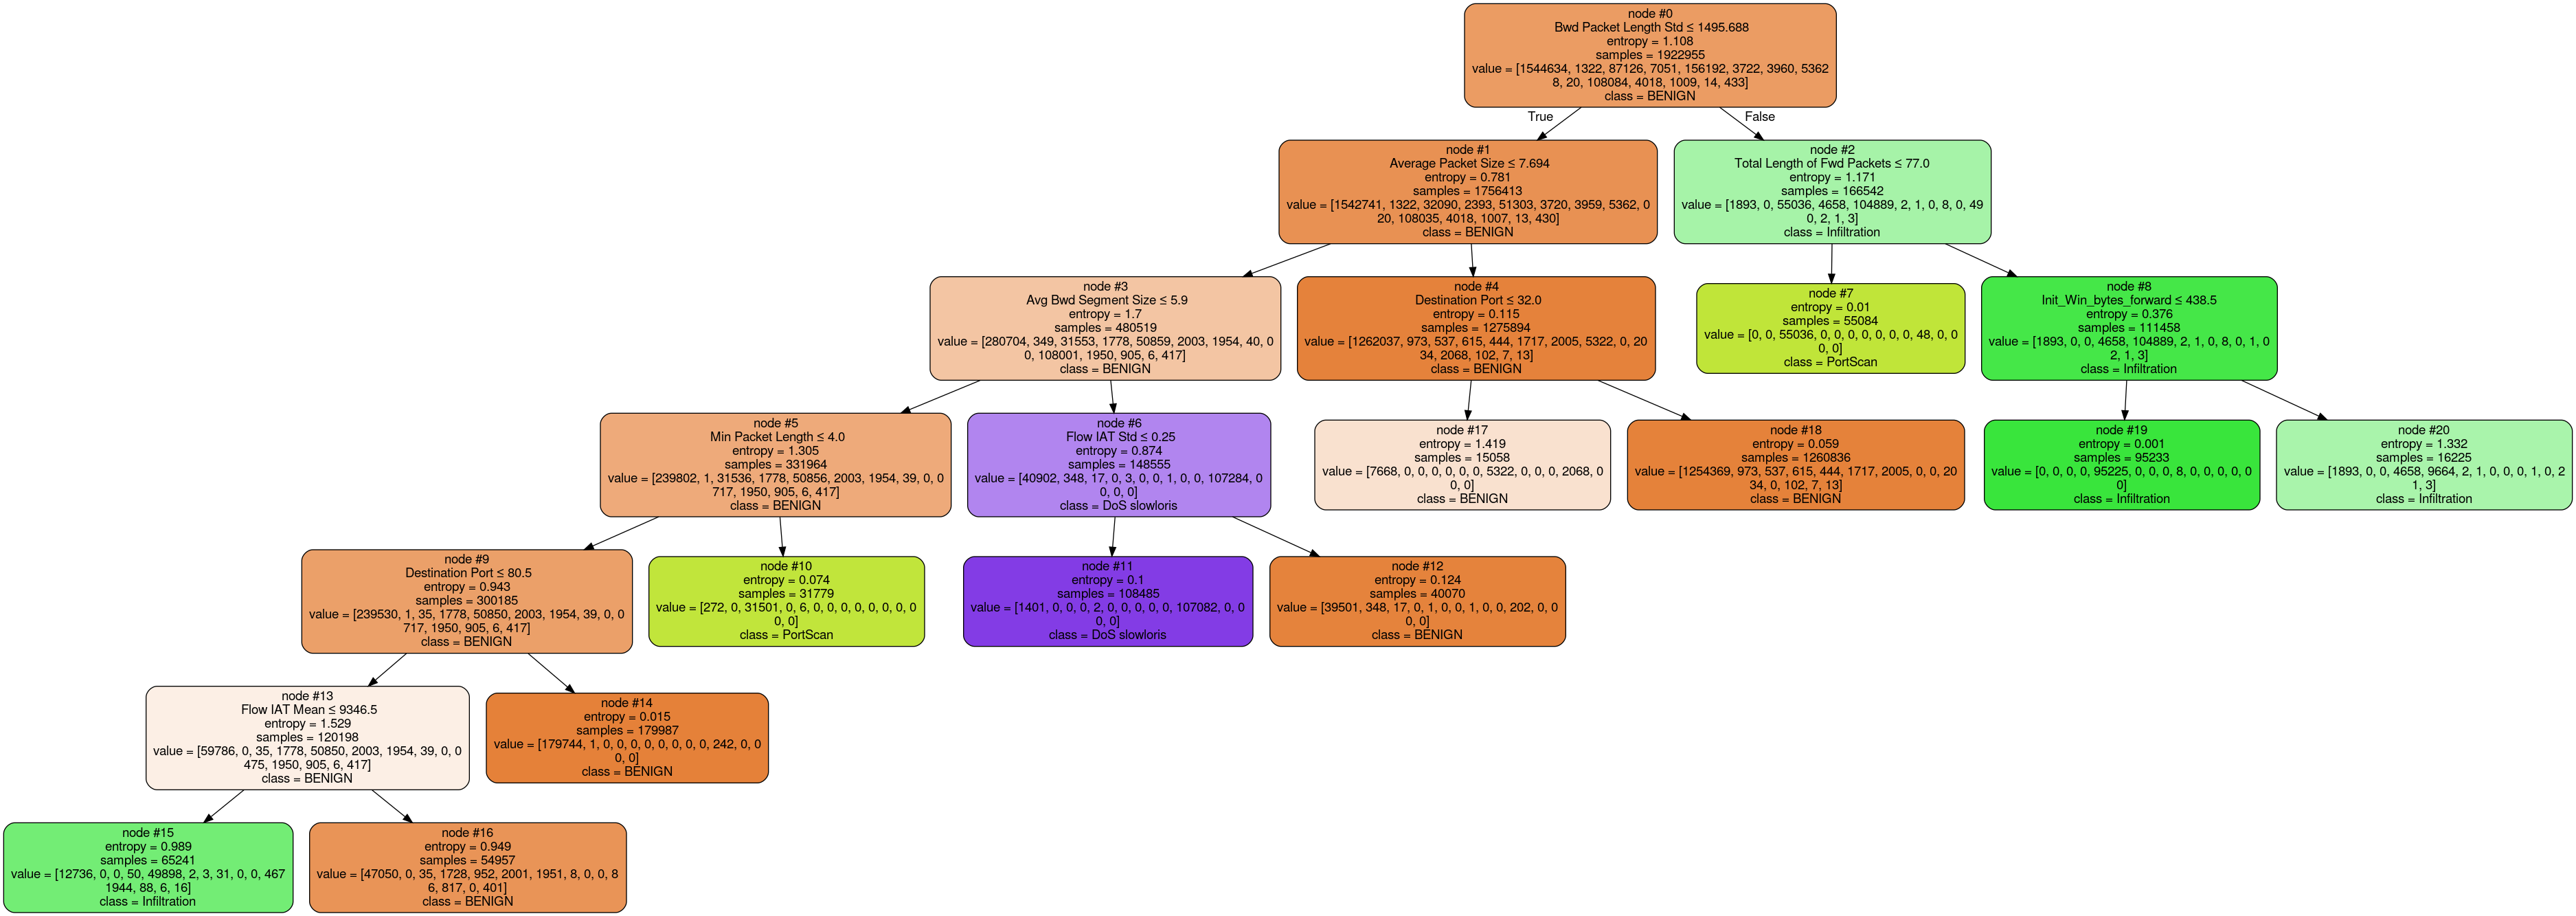 node #0
Bwd Packet Length Std ≤ 1495.688
entropy = 1.108
samples = 1922955
value = [1544634, 1322, 87126, 7051, 156192, 3722, 3960, 5362
8, 20, 108084, 4018, 1009, 14, 433]
class = BENIGN
True
False
node #1
Average Packet Size ≤ 7.694
entropy = 0.781
samples = 1756413
value = [1542741, 1322, 32090, 2393, 51303, 3720, 3959, 5362, 0
20, 108035, 4018, 1007, 13, 430]
class = BENIGN
node #2
Total Length of Fwd Packets ≤ 77.0
entropy = 1.171
samples = 166542
value = [1893, 0, 55036, 4658, 104889, 2, 1, 0, 8, 0, 49
0, 2, 1, 3]
class = Infiltration
node #3
Avg Bwd Segment Size ≤ 5.9
entropy = 1.7
samples = 480519
value = [280704, 349, 31553, 1778, 50859, 2003, 1954, 40, 0
0, 108001, 1950, 905, 6, 417]
class = BENIGN
node #4
Destination Port ≤ 32.0
entropy = 0.115
samples = 1275894
value = [1262037, 973, 537, 615, 444, 1717, 2005, 5322, 0, 20
34, 2068, 102, 7, 13]
class = BENIGN
node #7
entropy = 0.01
samples = 55084
value = [0, 0, 55036, 0, 0, 0, 0, 0, 0, 0, 48, 0, 0
0, 0]
class = PortScan
node #8
Init_Win_bytes_forward ≤ 438.5
entropy = 0.376
samples = 111458
value = [1893, 0, 0, 4658, 104889, 2, 1, 0, 8, 0, 1, 0
2, 1, 3]
class = Infiltration
node #5
Min Packet Length ≤ 4.0
entropy = 1.305
samples = 331964
value = [239802, 1, 31536, 1778, 50856, 2003, 1954, 39, 0, 0
717, 1950, 905, 6, 417]
class = BENIGN
node #6
Flow IAT Std ≤ 0.25
entropy = 0.874
samples = 148555
value = [40902, 348, 17, 0, 3, 0, 0, 1, 0, 0, 107284, 0
0, 0, 0]
class = DoS slowloris
node #17
entropy = 1.419
samples = 15058
value = [7668, 0, 0, 0, 0, 0, 0, 5322, 0, 0, 0, 2068, 0
0, 0]
class = BENIGN
node #18
entropy = 0.059
samples = 1260836
value = [1254369, 973, 537, 615, 444, 1717, 2005, 0, 0, 20
34, 0, 102, 7, 13]
class = BENIGN
node #19
entropy = 0.001
samples = 95233
value = [0, 0, 0, 0, 95225, 0, 0, 0, 8, 0, 0, 0, 0, 0
0]
class = Infiltration
node #20
entropy = 1.332
samples = 16225
value = [1893, 0, 0, 4658, 9664, 2, 1, 0, 0, 0, 1, 0, 2
1, 3]
class = Infiltration
node #9
Destination Port ≤ 80.5
entropy = 0.943
samples = 300185
value = [239530, 1, 35, 1778, 50850, 2003, 1954, 39, 0, 0
717, 1950, 905, 6, 417]
class = BENIGN
node #10
entropy = 0.074
samples = 31779
value = [272, 0, 31501, 0, 6, 0, 0, 0, 0, 0, 0, 0, 0
0, 0]
class = PortScan
node #11
entropy = 0.1
samples = 108485
value = [1401, 0, 0, 0, 2, 0, 0, 0, 0, 0, 107082, 0, 0
0, 0]
class = DoS slowloris
node #12
entropy = 0.124
samples = 40070
value = [39501, 348, 17, 0, 1, 0, 0, 1, 0, 0, 202, 0, 0
0, 0]
class = BENIGN
node #13
Flow IAT Mean ≤ 9346.5
entropy = 1.529
samples = 120198
value = [59786, 0, 35, 1778, 50850, 2003, 1954, 39, 0, 0
475, 1950, 905, 6, 417]
class = BENIGN
node #14
entropy = 0.015
samples = 179987
value = [179744, 1, 0, 0, 0, 0, 0, 0, 0, 0, 242, 0, 0
0, 0]
class = BENIGN
node #15
entropy = 0.989
samples = 65241
value = [12736, 0, 0, 50, 49898, 2, 3, 31, 0, 0, 467
1944, 88, 6, 16]
class = Infiltration
node #16
entropy = 0.949
samples = 54957
value = [47050, 0, 35, 1728, 952, 2001, 1951, 8, 0, 0, 8
6, 817, 0, 401]
class = BENIGN